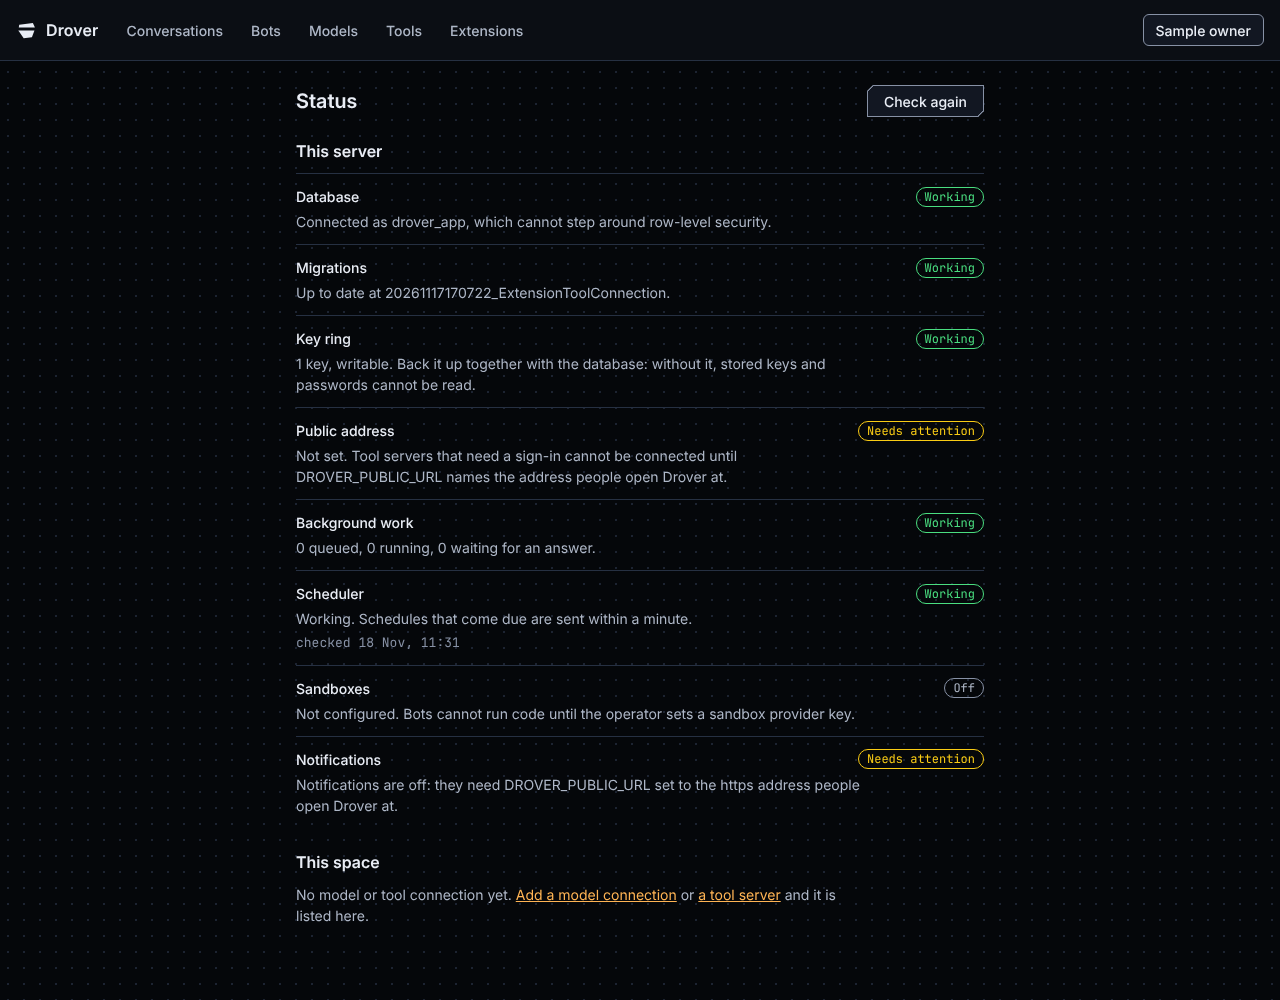 Drover
Conversations
Bots
Models
Tools
Extensions
Sample owner
Status
Check again
This server
Database
Working
Connected as drover_app, which cannot step around row-level security.
Migrations
Working
Up to date at 20261117170722_ExtensionToolConnection.
Key ring
Working
1 key, writable. Back it up together with the database: without it, stored keys and
passwords cannot be read.
Public address
Needs attention
Not set. Tool servers that need a sign-in cannot be connected until
DROVER_PUBLIC_URL names the address people open Drover at.
Background work
Working
0 queued, 0 running, 0 waiting for an answer.
Scheduler
Working
Working. Schedules that come due are sent within a minute.
checked 18 Nov, 11:31
Sandboxes
Off
Not configured. Bots cannot run code until the operator sets a sandbox provider key.
Notifications
Needs attention
Notifications are off: they need DROVER_PUBLIC_URL set to the https address people
open Drover at.
This space
No model or tool connection yet. Add a model connection or a tool server and it is
listed here.